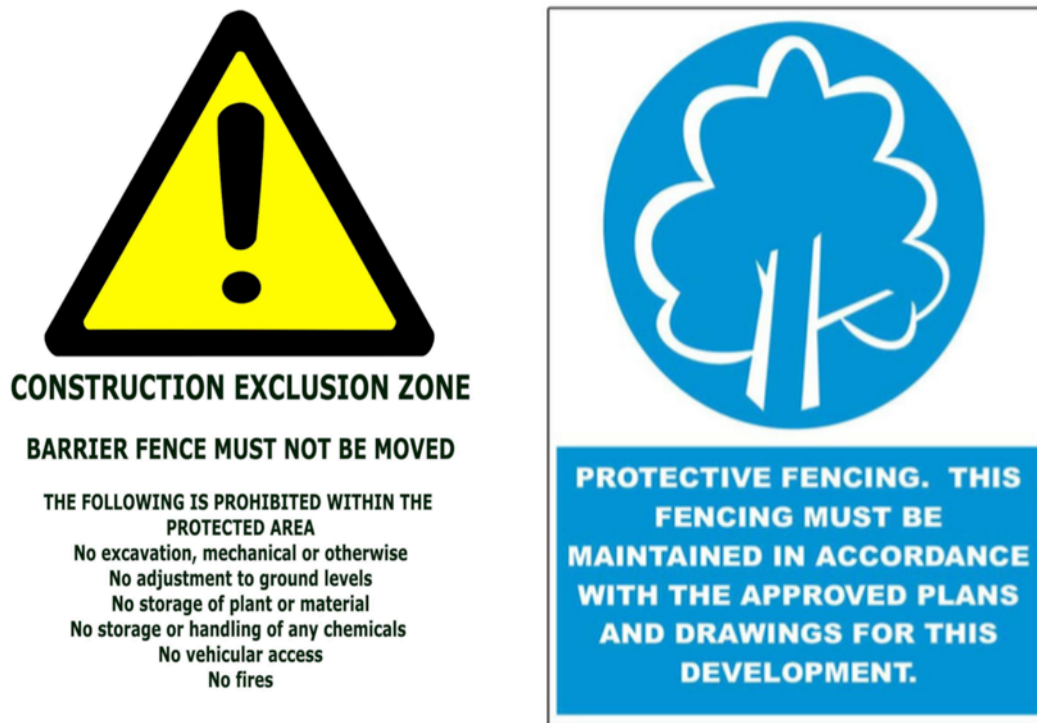 CONSTRUCTION EXCLUSION ZONE
BARRIER FENCE MUST NOT BE MOVED
THE FOLLOWING IS PROHIBITED WITHIN THE
PROTECTED AREA
No excavation, mechanical or otherwise
No adjustment to ground levels
No storage of plant or material
No storage or handling of any chemicals
No vehicular access
No fires
PROTECTIVE FENCING. THIS
FENCING MUST BE
MAINTAINED IN ACCORDANCE
WITH THE APPROVED PLANS
AND DRAWINGS FOR THIS
DEVELOPMENT.